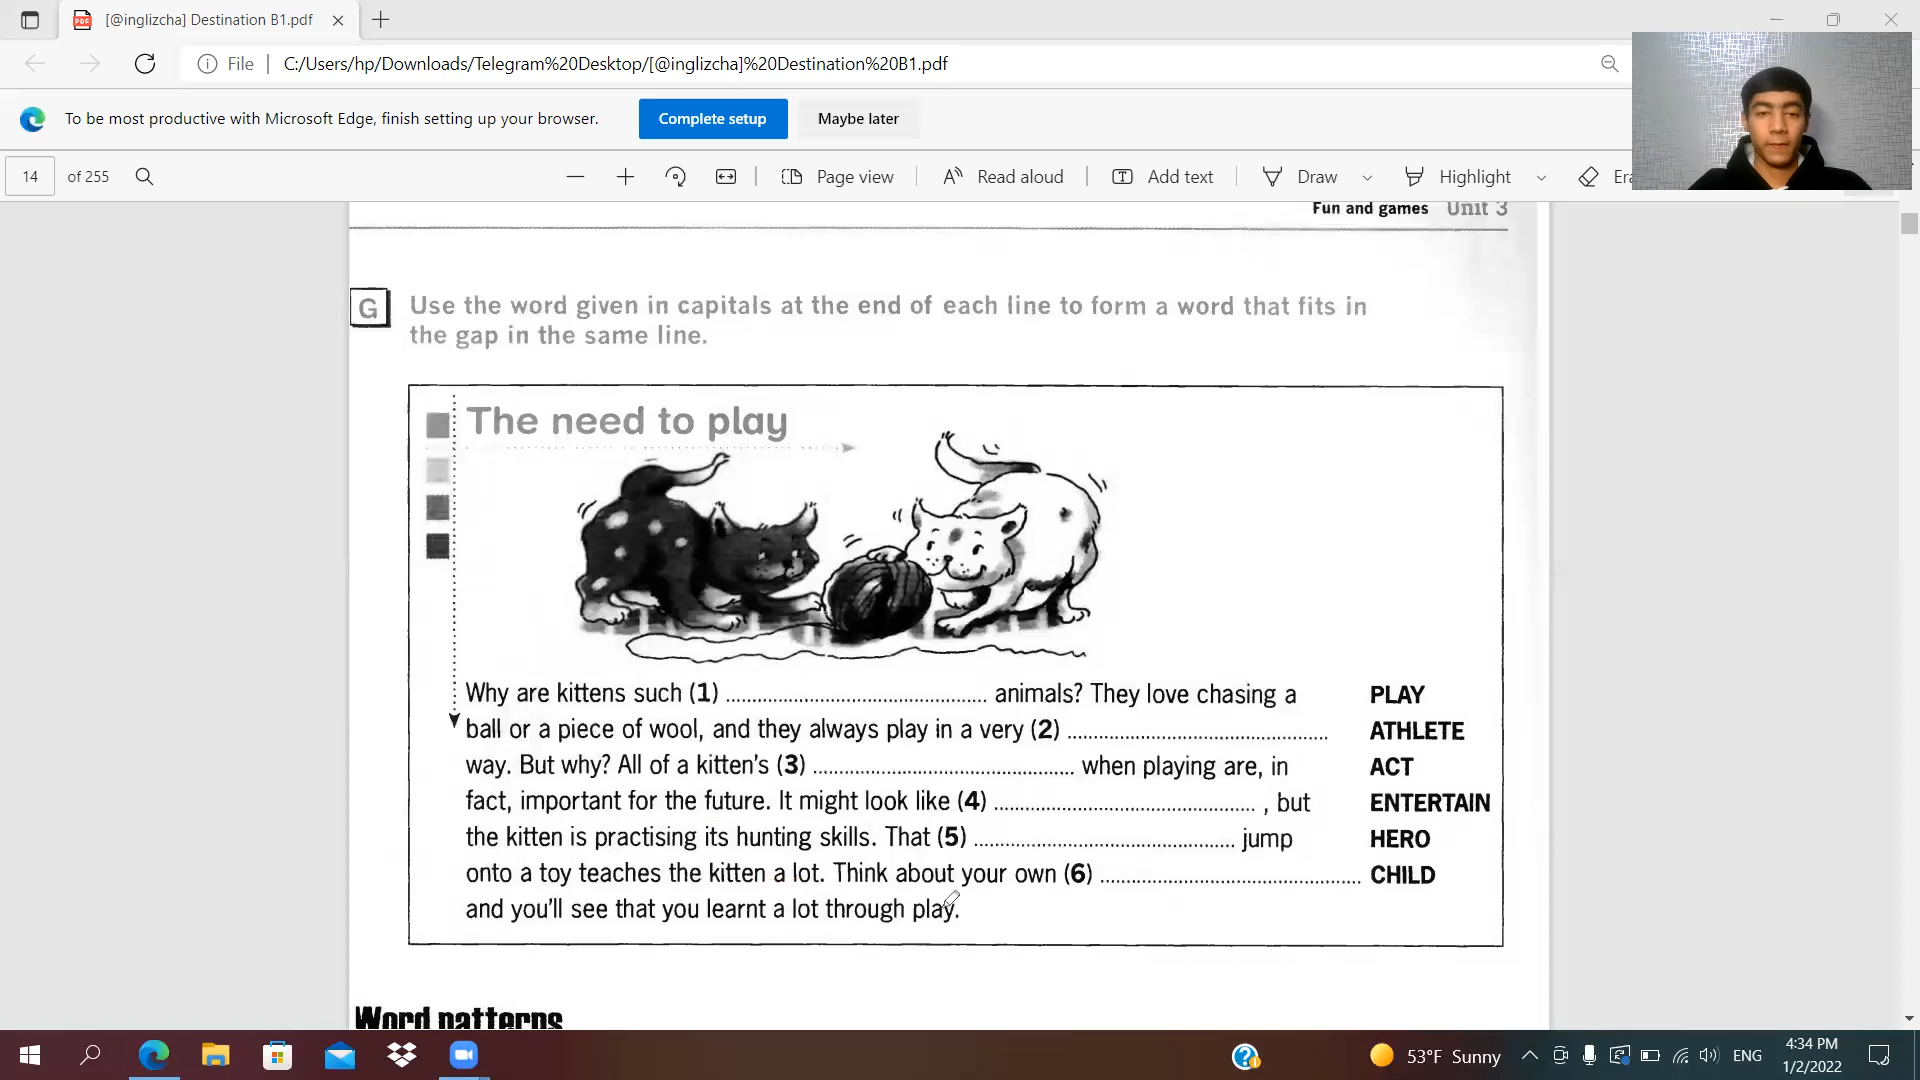 [@inglizcha] Destination B1.pdf
File
C:/Users/hp/Downloads/Telegram%20Desktop/[@inglizcha]%20Destination%20B1.pdf
To be most productive with Microsoft Edge, finish setting up your browser.
Complete setup
Maybe later
14 of 255
Page view
Read aloud
Add text
Draw
Highlight
Fun and games Unit 3
G Use the word given in capitals at the end of each line to form a word that fits in
the gap in the same line.
The need to play
Why are kittens such (1) .......................................... animals? They love chasing a PLAY
ball or a piece of wool, and they always play in a very (2) .......................................... ATHLETE
way. But why? All of a kitten's (3) .......................................... when playing are, in ACT
fact, important for the future. It might look like (4) .......................................... , but ENTERTAIN
the kitten is practising its hunting skills. That (5) .......................................... jump HERO
onto a toy teaches the kitten a lot. Think about your own (6) .......................................... CHILD
and you'll see that you learnt a lot through play.
Word patterns
53°F Sunny
ENG
4:34 PM
1/2/2022